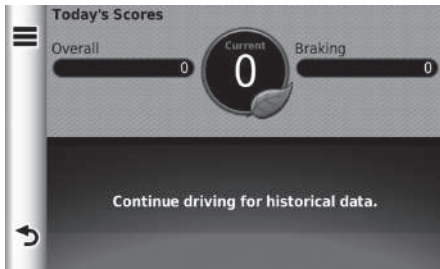 Today's Scores
Overall
0
Current
0
Braking
0
Continue driving for historical data.